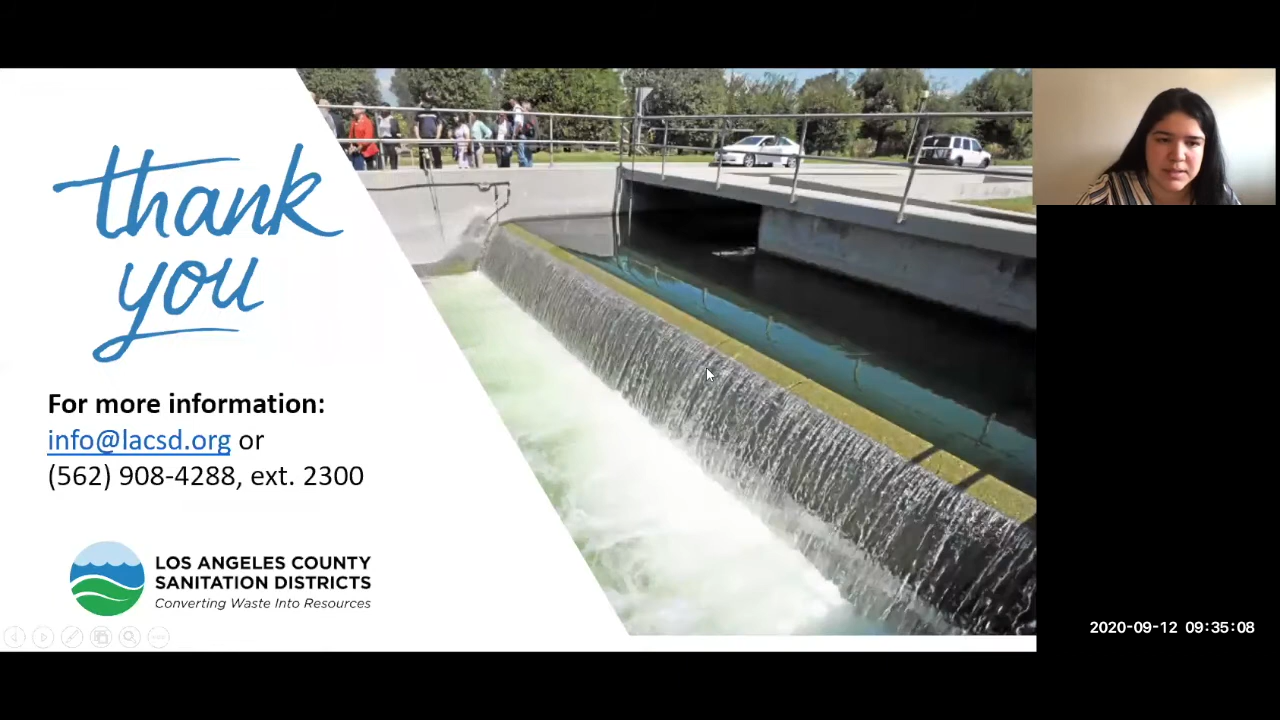 thank
you
For more information:
info@lacsd.org or
(562) 908-4288, ext. 2300
LOS ANGELES COUNTY
SANITATION DISTRICTS
Converting Waste Into Resources
2020-09-12 09:35:08